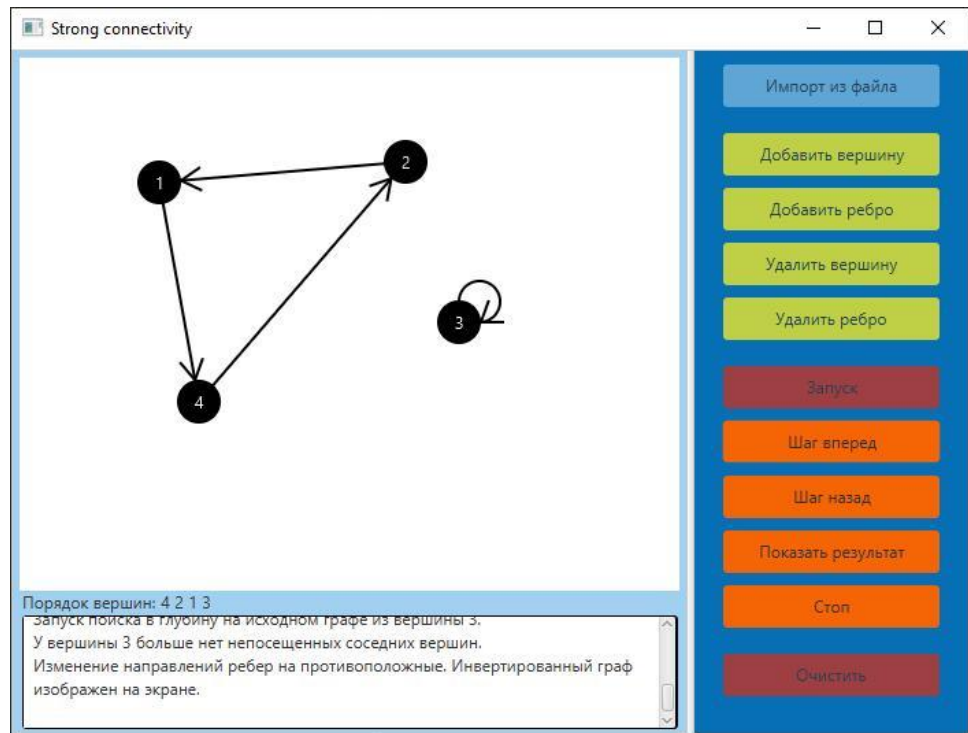 Strong connectivity
Импорт из файла
Добавить вершину
Добавить ребро
Удалить вершину
Удалить ребро
Запуск
Шаг вперед
Шаг назад
Показать результат
Стоп
Очистить
1
2
3
4
Порядок вершин: 4 2 1 3
Запуск поиска в глубину на исходном графе из вершины 3.
У вершины 3 больше нет непосещенных соседних вершин.
Изменение направлений ребер на противоположные. Инвертированный граф
изображен на экране.